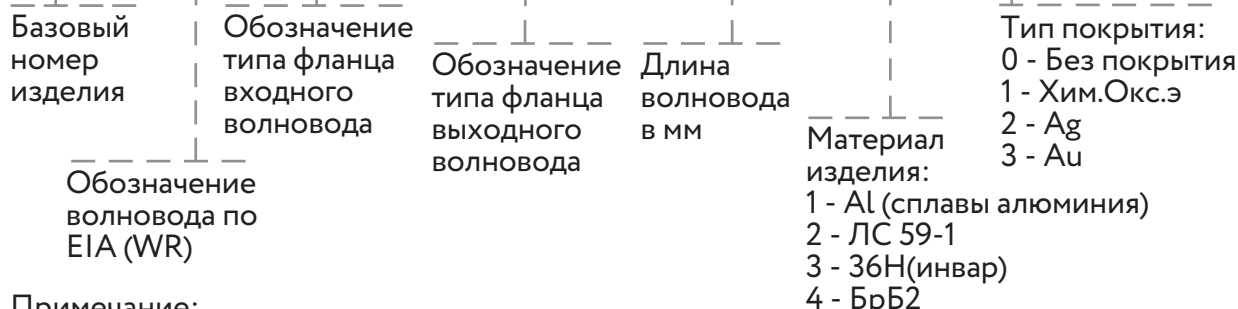 Базовый
номер
изделия
Обозначение
волновода по
EIA (WR)
Обозначение
типа фланца
входного
волновода
Обозначение
типа фланца
выходного
волновода
Длина
волновода
в мм
Материал
изделия:
1 - Al (сплавы алюминия)
2 - ЛС 59-1
3 - 36Н(инвар)
4 - БрБ2
Тип покрытия:
0 - Без покрытия
1 - Хим.Окс.э
2 - Ag
3 - Au
Примечание: